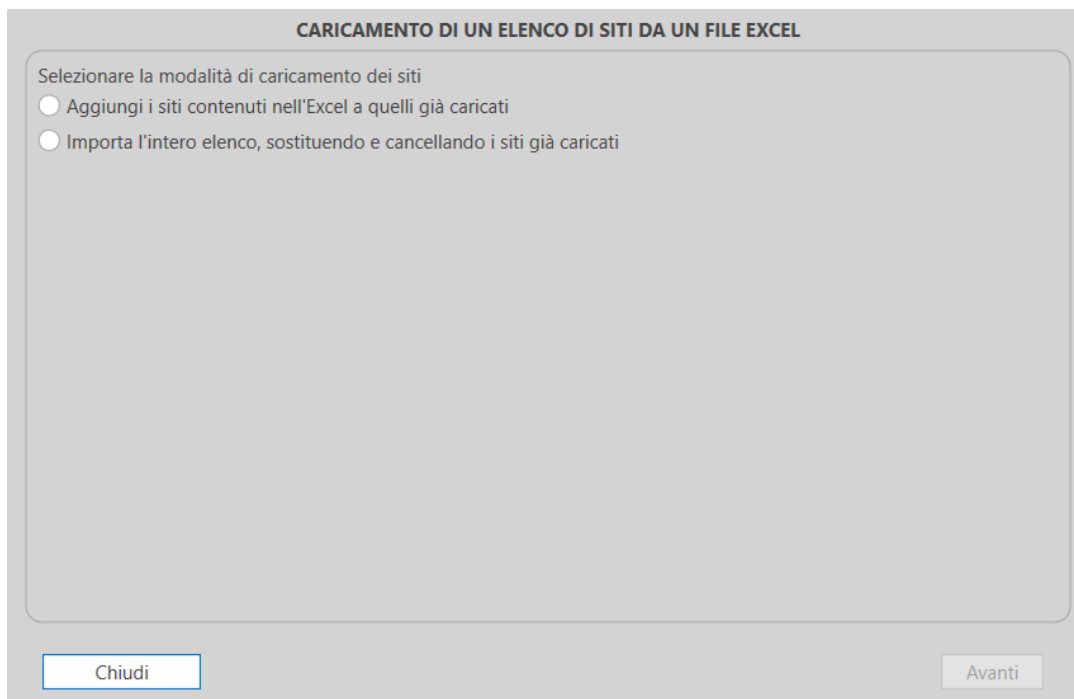 CARICAMENTO DI UN ELENCO DI SITI DA UN FILE EXCEL
Selezionare la modalità di caricamento dei siti
Aggiungi i siti contenuti nell'Excel a quelli già caricati
Importa l'intero elenco, sostituendo e cancellando i siti già caricati
Chiudi
Avanti